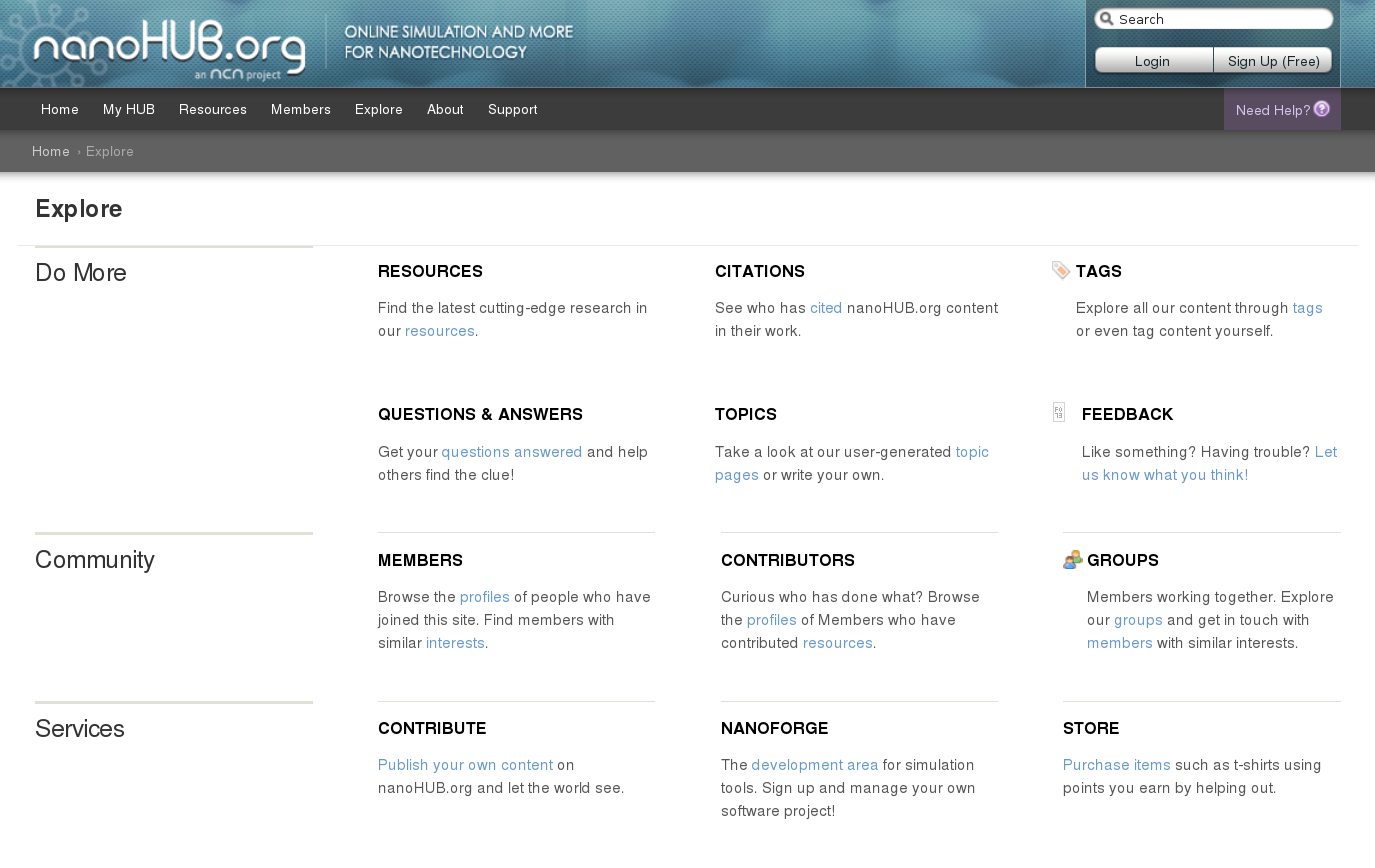 nanoHUB.org
an ncn project
ONLINE SIMULATION AND MORE
FOR NANOTECHNOLOGY
Search
Login
Sign Up (Free)
Home
My HUB
Resources
Members
Explore
About
Support
Need Help?
Home › Explore
Explore
Do More
RESOURCES
Find the latest cutting-edge research in
our resources.
CITATIONS
See who has cited nanoHUB.org content
in their work.
TAGS
Explore all our content through tags
or even tag content yourself.
QUESTIONS & ANSWERS
Get your questions answered and help
others find the clue!
TOPICS
Take a look at our user-generated topic
pages or write your own.
FEEDBACK
Like something? Having trouble? Let
us know what you think!
Community
MEMBERS
Browse the profiles of people who have
joined this site. Find members with
similar interests.
CONTRIBUTORS
Curious who has done what? Browse
the profiles of Members who have
contributed resources.
GROUPS
Members working together. Explore
our groups and get in touch with
members with similar interests.
Services
CONTRIBUTE
Publish your own content on
nanoHUB.org and let the world see.
NANOFORGE
The development area for simulation
tools. Sign up and manage your own
software project!
STORE
Purchase items such as t-shirts using
points you earn by helping out.